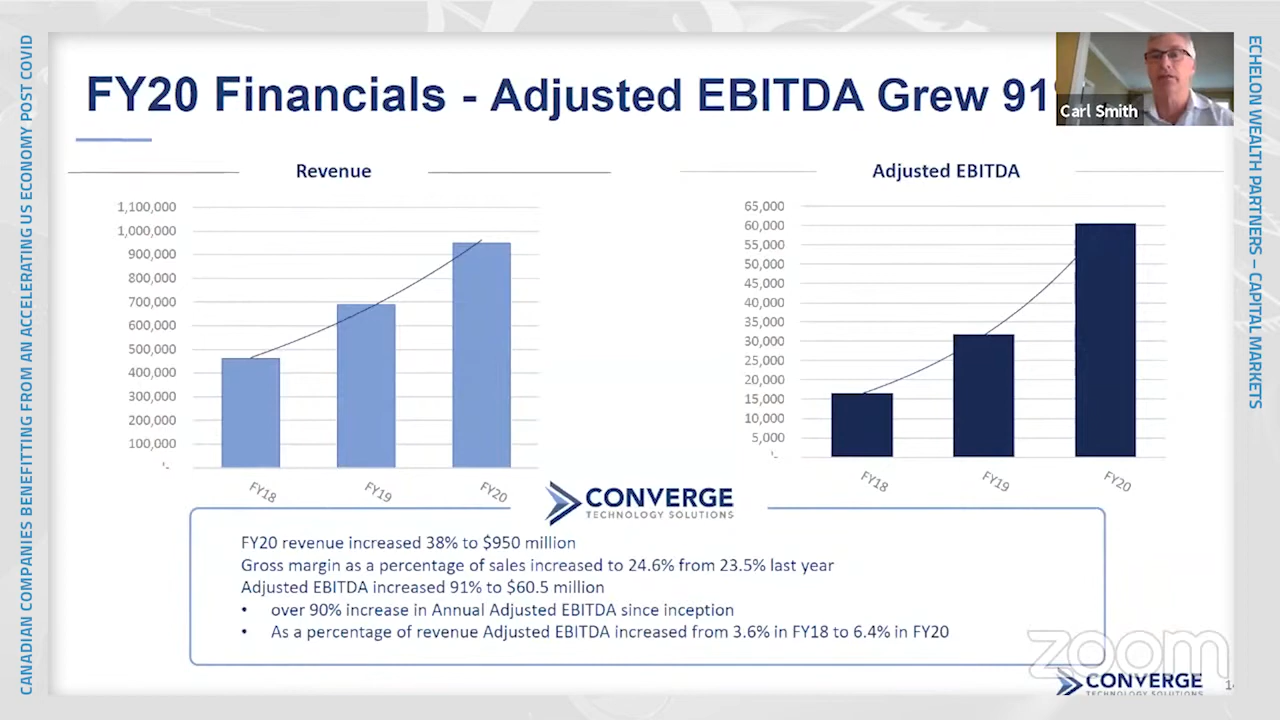 CANADIAN COMPANIES BENEFITTING FROM AN ACCELERATING US ECONOMY POST COVID
ECHELON WEALTH PARTNERS – CAPITAL MARKETS
FY20 Financials - Adjusted EBITDA Grew 91
Carl Smith
Revenue
1,100,000
1,000,000
900,000
800,000
700,000
600,000
500,000
400,000
300,000
200,000
100,000
-
FY18
FY19
FY20
Adjusted EBITDA
65,000
60,000
55,000
50,000
45,000
40,000
35,000
30,000
25,000
20,000
15,000
10,000
5,000
-
FY18
FY19
FY20
CONVERGE
TECHNOLOGY SOLUTIONS
FY20 revenue increased 38% to $950 million
Gross margin as a percentage of sales increased to 24.6% from 23.5% last year
Adjusted EBITDA increased 91% to $60.5 million
• over 90% increase in Annual Adjusted EBITDA since inception
• As a percentage of revenue Adjusted EBITDA increased from 3.6% in FY18 to 6.4% in FY20
zoom
CONVERGE
TECHNOLOGY SOLUTIONS